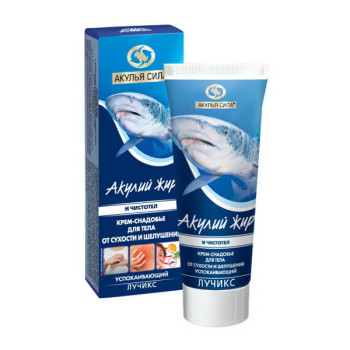 АКУЛЬЯ СИЛА®
Акулий жир
И ЧИСТОТЕЛ
КРЕМ-СНАДОБЬЕ
ДЛЯ ТЕЛА
ОТ СУХОСТИ И ШЕЛУШЕНИЯ
УСПОКАИВАЮЩИЙ
ЛУЧИКС
АКУЛЬЯ СИЛА®
Акулий жир
И ЧИСТОТЕЛ
КРЕМ-СНАДОБЬЕ
ДЛЯ ТЕЛА
ОТ СУХОСТИ И ШЕЛУШЕНИЯ
УСПОКАИВАЮЩИЙ
ЛУЧИКС